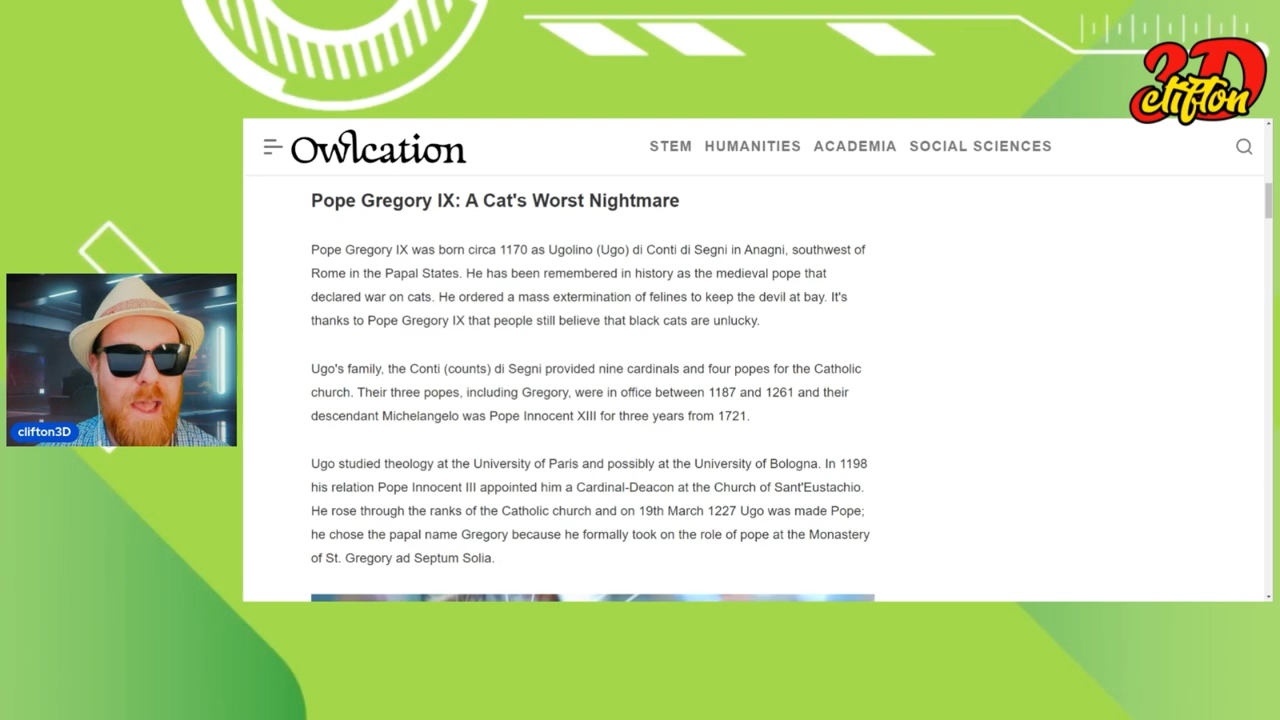 3D
clifton
Owlcation
STEM HUMANITIES ACADEMIA SOCIAL SCIENCES
Pope Gregory IX: A Cat's Worst Nightmare
Pope Gregory IX was born circa 1170 as Ugolino (Ugo) di Conti di Segni in Anagni, southwest of
Rome in the Papal States. He has been remembered in history as the medieval pope that
declared war on cats. He ordered a mass extermination of felines to keep the devil at bay. It's
thanks to Pope Gregory IX that people still believe that black cats are unlucky.
Ugo's family, the Conti (counts) di Segni provided nine cardinals and four popes for the Catholic
church. Their three popes, including Gregory, were in office between 1187 and 1261 and their
descendant Michelangelo was Pope Innocent XIII for three years from 1721.
Ugo studied theology at the University of Paris and possibly at the University of Bologna. In 1198
his relation Pope Innocent III appointed him a Cardinal-Deacon at the Church of Sant'Eustachio.
He rose through the ranks of the Catholic church and on 19th March 1227 Ugo was made Pope;
he chose the papal name Gregory because he formally took on the role of pope at the Monastery
of St. Gregory ad Septum Solia.
clifton3D